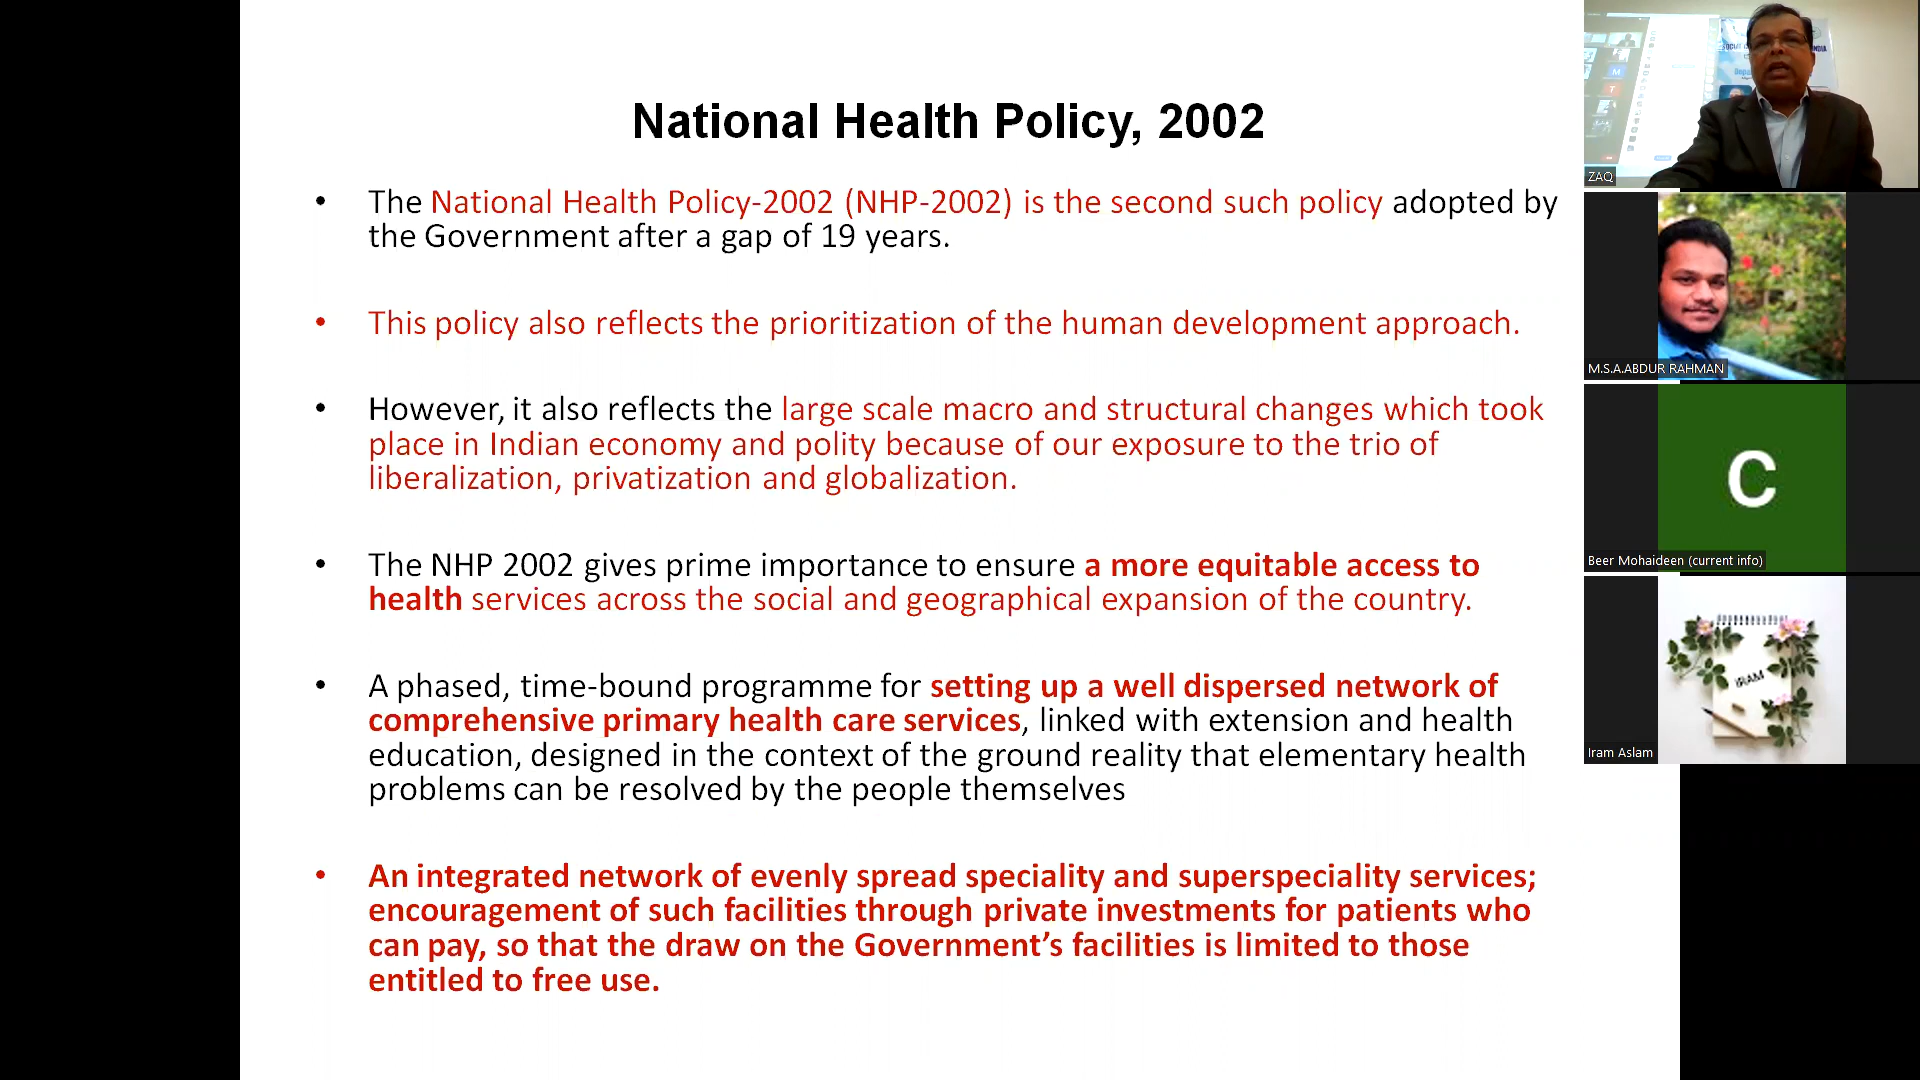 National Health Policy, 2002
• The National Health Policy-2002 (NHP-2002) is the second such policy adopted by
the Government after a gap of 19 years.
• This policy also reflects the prioritization of the human development approach.
• However, it also reflects the large scale macro and structural changes which took
place in Indian economy and polity because of our exposure to the trio of
liberalization, privatization and globalization.
• The NHP 2002 gives prime importance to ensure a more equitable access to
health services across the social and geographical expansion of the country.
• A phased, time-bound programme for setting up a well dispersed network of
comprehensive primary health care services, linked with extension and health
education, designed in the context of the ground reality that elementary health
problems can be resolved by the people themselves
• An integrated network of evenly spread speciality and superspeciality services;
encouragement of such facilities through private investments for patients who
can pay, so that the draw on the Government’s facilities is limited to those
entitled to free use.
M
T
ZAQ
M.S.A.ABDUR RAHMAN
C
Beer Mohaideen (current info)
IRAM
Iram Aslam